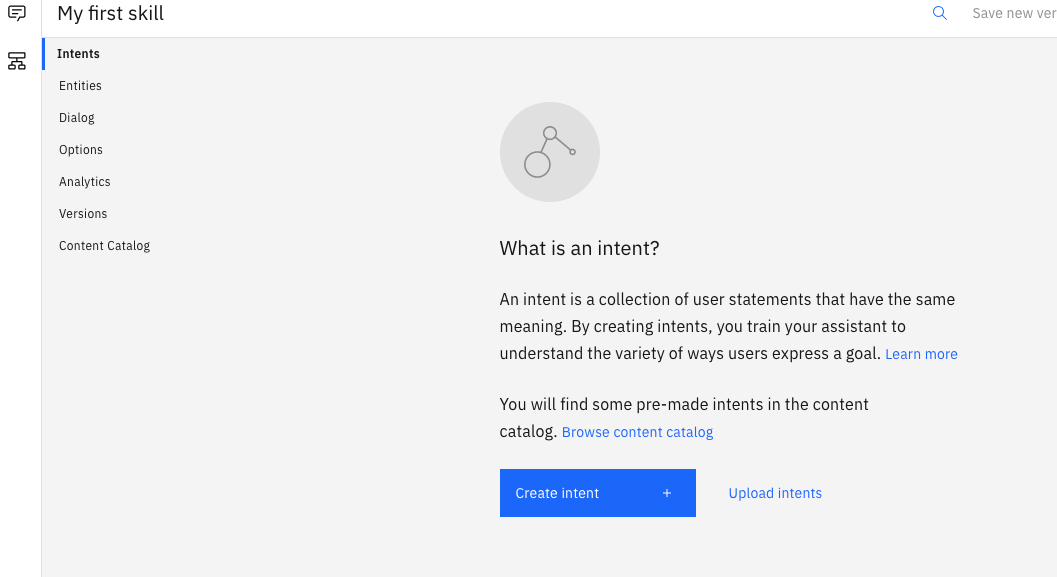 My first skill
Save new ver
Intents
Entities
Dialog
Options
Analytics
Versions
Content Catalog
What is an intent?
An intent is a collection of user statements that have the same
meaning. By creating intents, you train your assistant to
understand the variety of ways users express a goal. Learn more
You will find some pre-made intents in the content
catalog. Browse content catalog
Create intent +
Upload intents